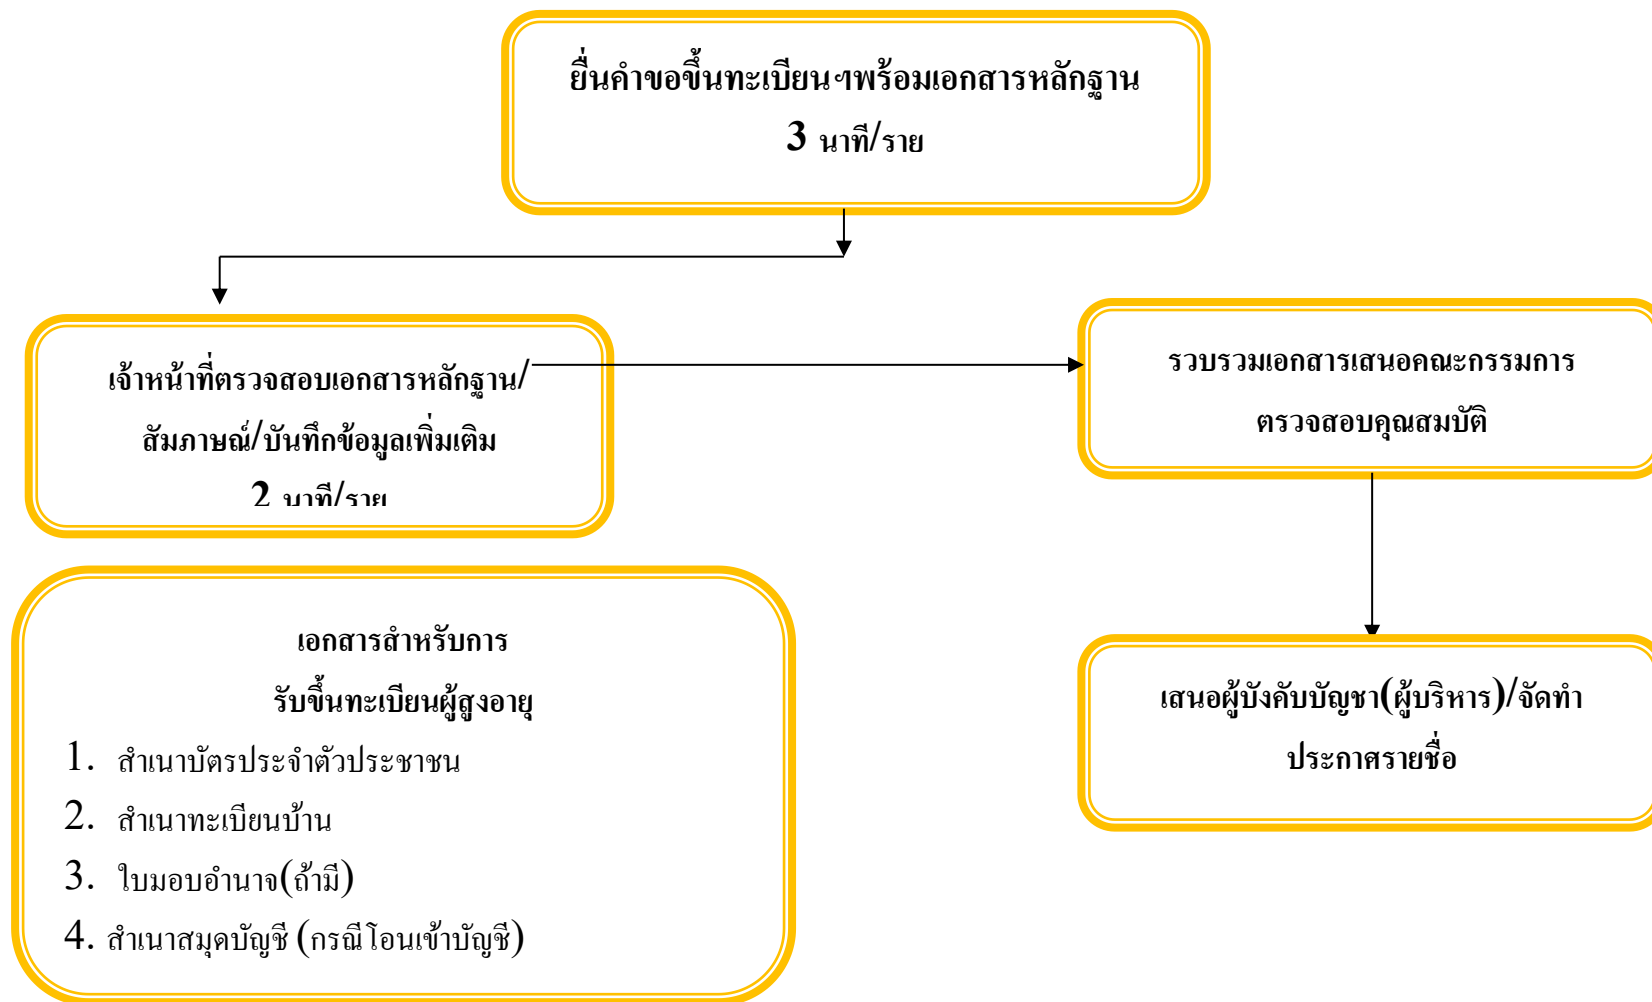 ยื่นคำขอขึ้นทะเบียนฯพร้อมเอกสารหลักฐาน
3 นาที/ราย
เจ้าหน้าที่ตรวจสอบเอกสารหลักฐาน/
สัมภาษณ์/บันทึกข้อมูลเพิ่มเติม
2 นาที/ราย
รวบรวมเอกสารเสนอคณะกรรมการ
ตรวจสอบคุณสมบัติ
เสนอผู้บังคับบัญชา(ผู้บริหาร)/จัดทำ
ประกาศรายชื่อ
เอกสารสำหรับการ
รับขึ้นทะเบียนผู้สูงอายุ
1. สำเนาบัตรประจำตัวประชาชน
2. สำเนาทะเบียนบ้าน
3. ใบมอบอำนาจ(ถ้ามี)
4. สำเนาสมุดบัญชี (กรณีโอนเข้าบัญชี)